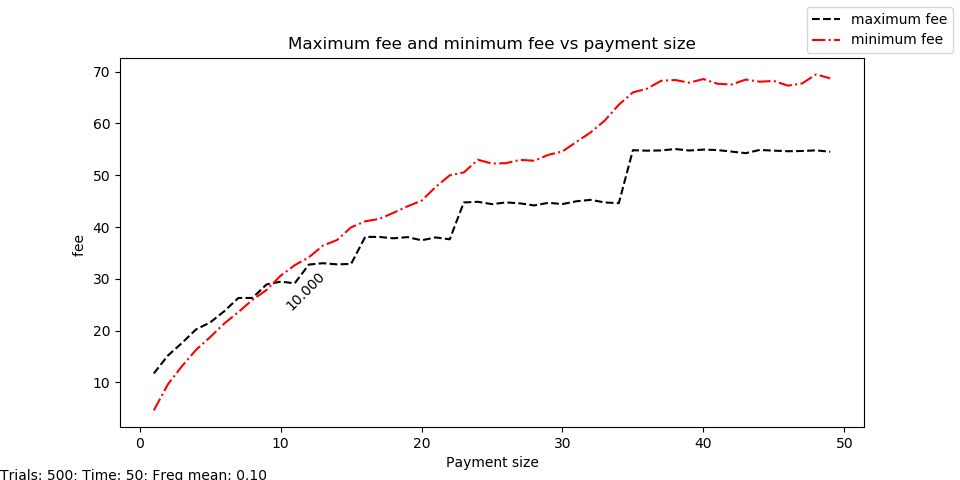 maximum fee
minimum fee
Maximum fee and minimum fee vs payment size
70
60
50
40
30
20
10
fee
10.000
0
10
20
30
40
50
Payment size
Trials: 500; Time: 50; Freq mean: 0.10